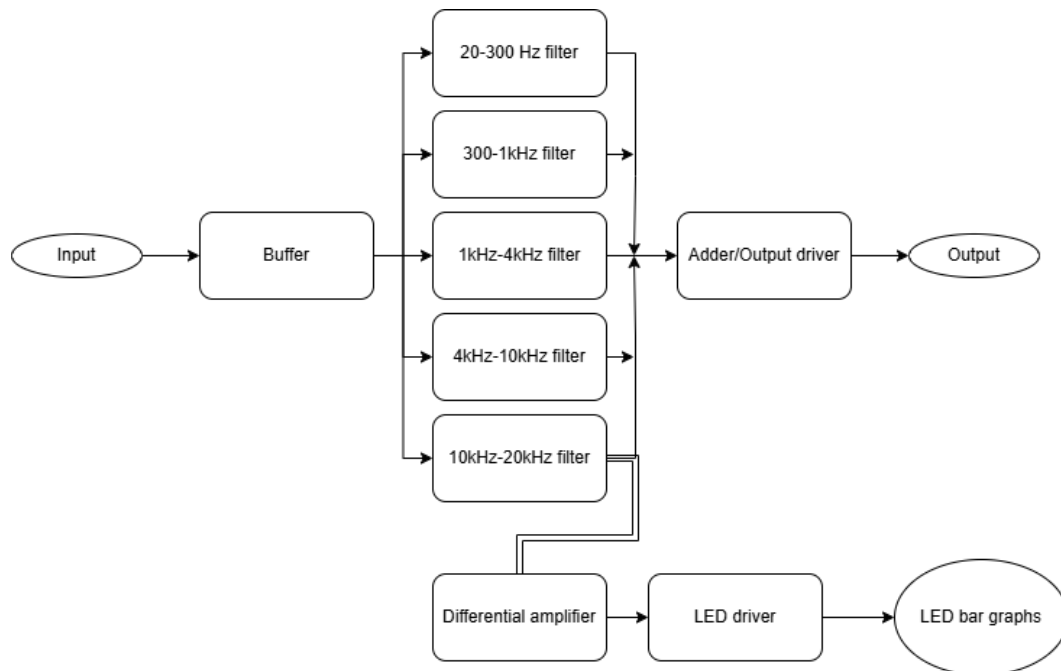 20-300 Hz filter
300-1kHz filter
Input
Buffer
1kHz-4kHz filter
Adder/Output driver
Output
4kHz-10kHz filter
10kHz-20kHz filter
Differential amplifier
LED driver
LED bar graphs